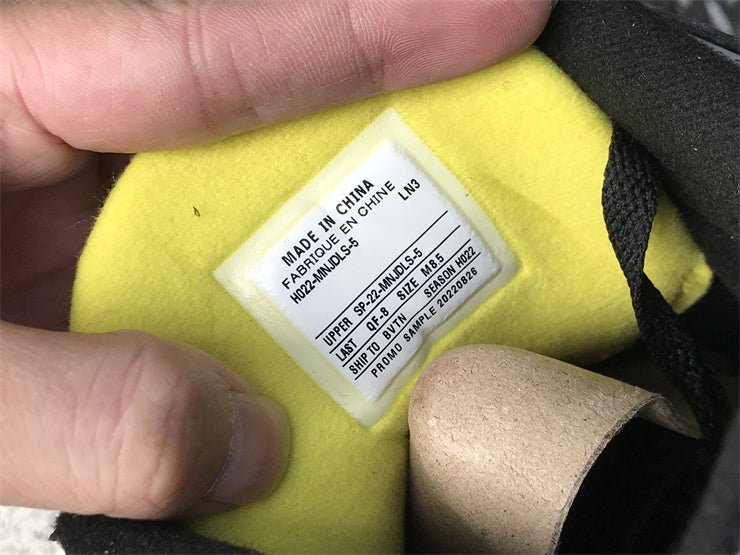 MADE IN CHINA
FABRIQUE EN CHINE LN3
H022-MNJDLS-5
UPPER SP-22-MNJDLS-5
LAST QF-8 SIZE M8.5
SHIP TO BVTN SEASON H022
PROMO SAMPLE 20220826